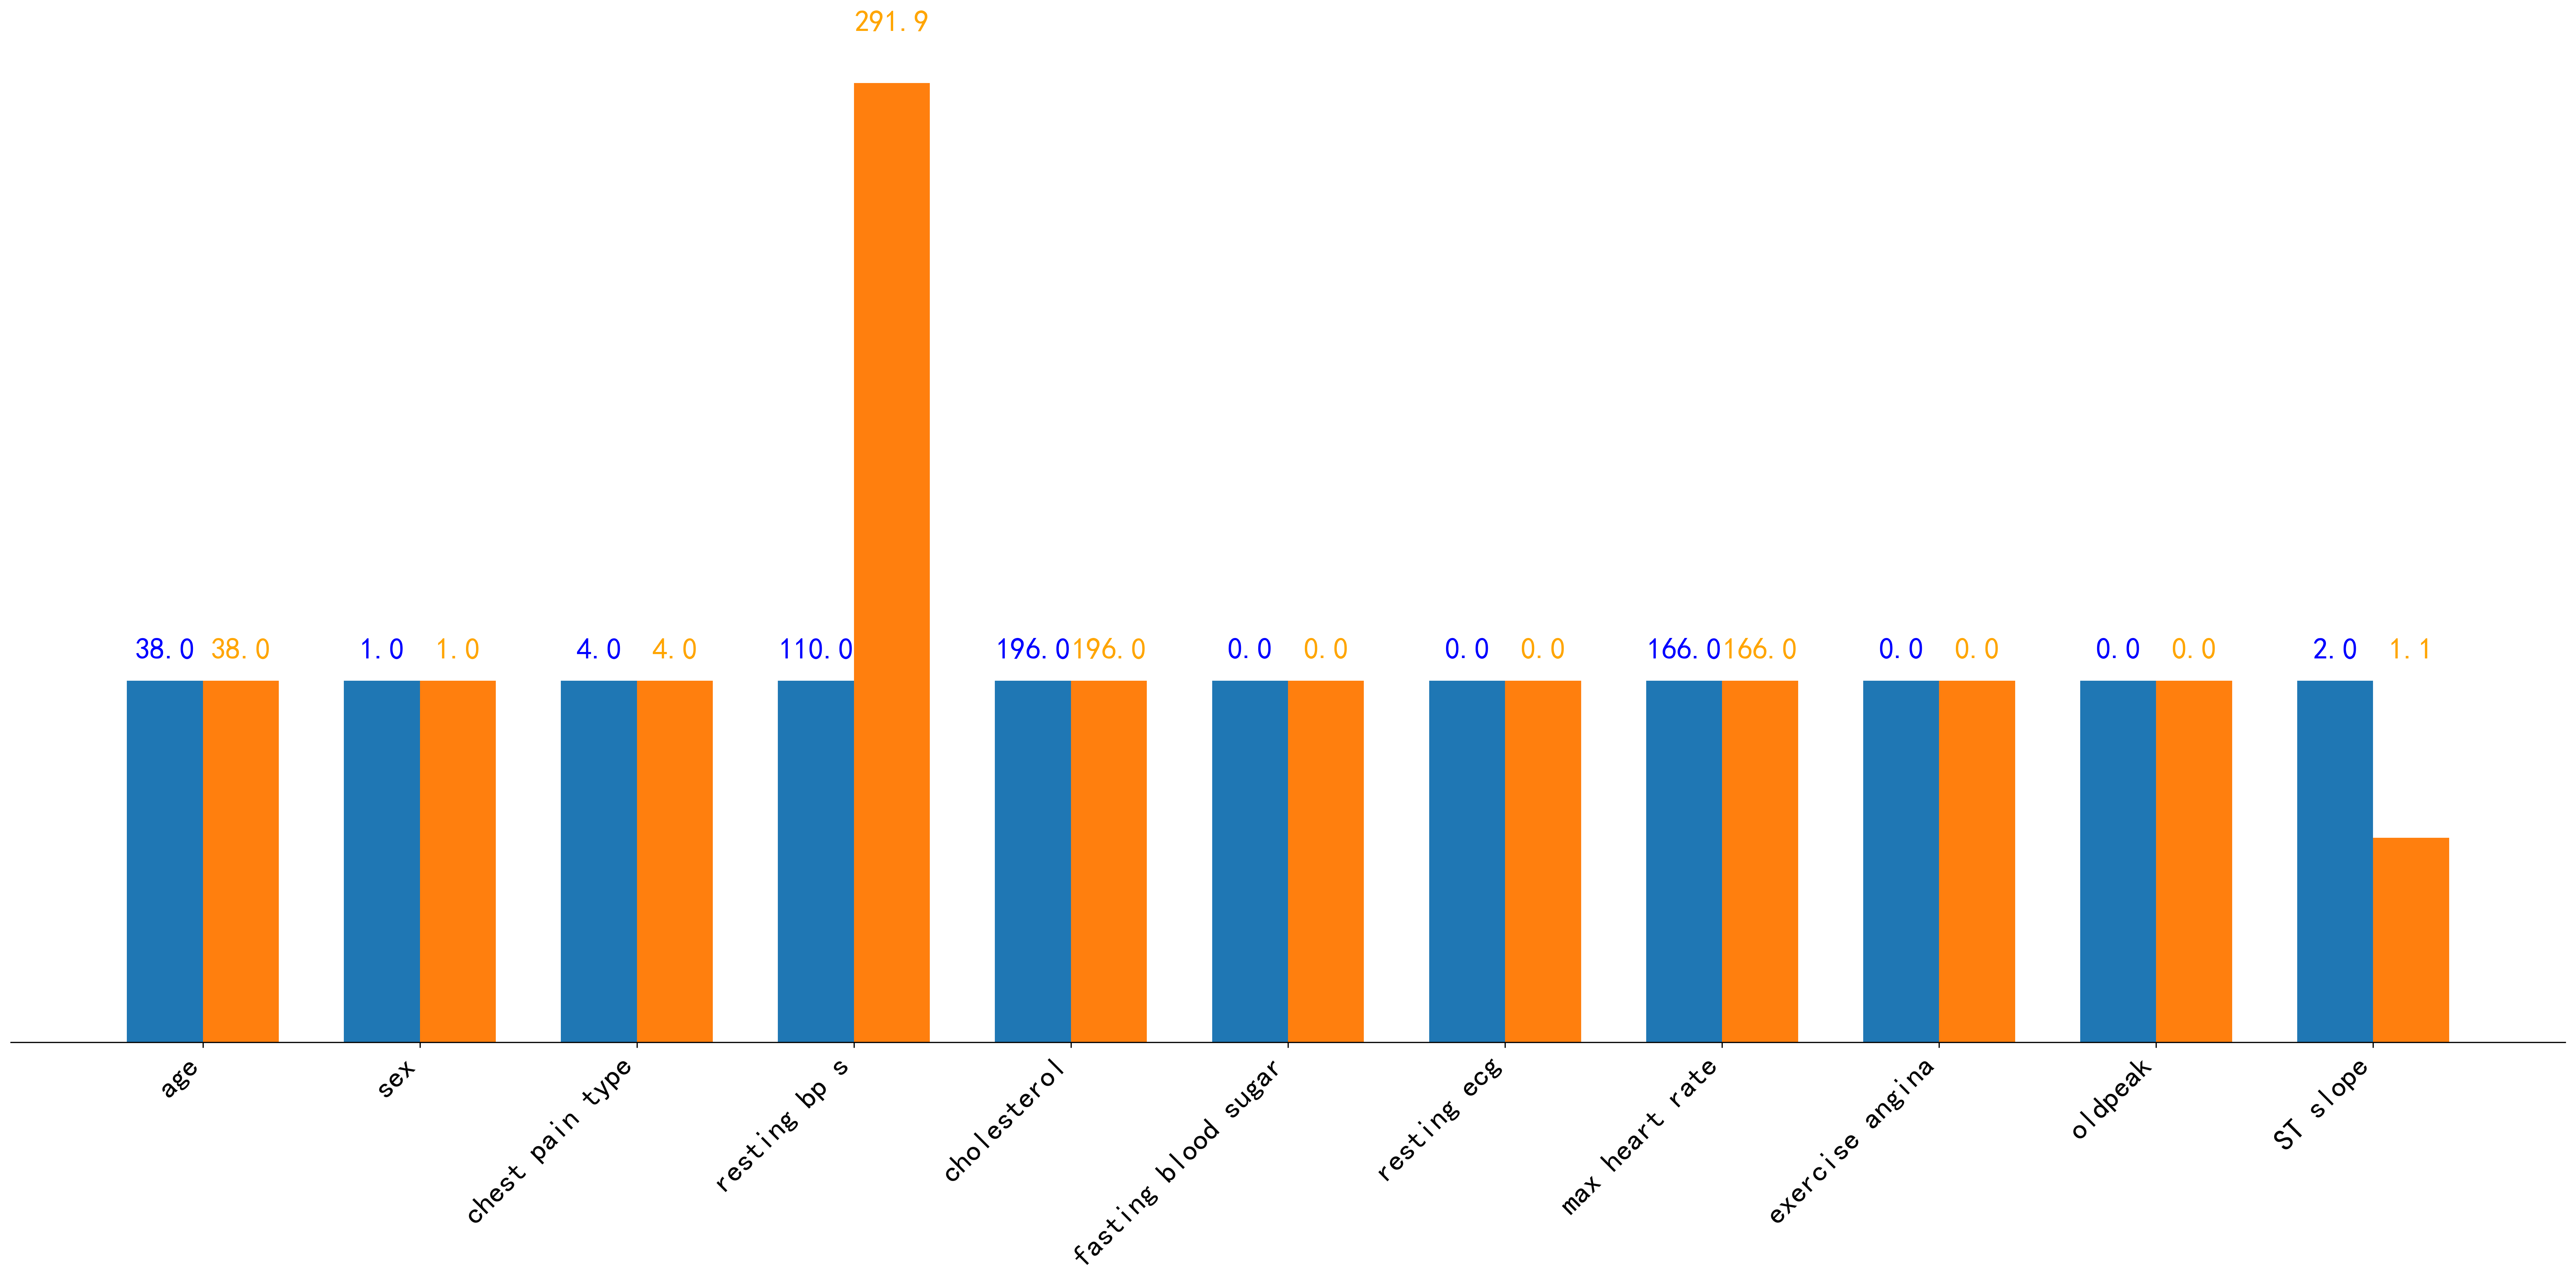 291.9
38.0 38.0 1.0 1.0 4.0 4.0 110.0 196.0 196.0 0.0 0.0 0.0 0.0 166.0 166.0 0.0 0.0 0.0 0.0 2.0 1.1
age
sex
chest pain type
resting bp s
cholesterol
fasting blood sugar
resting ecg
max heart rate
exercise angina
oldpeak
ST slope